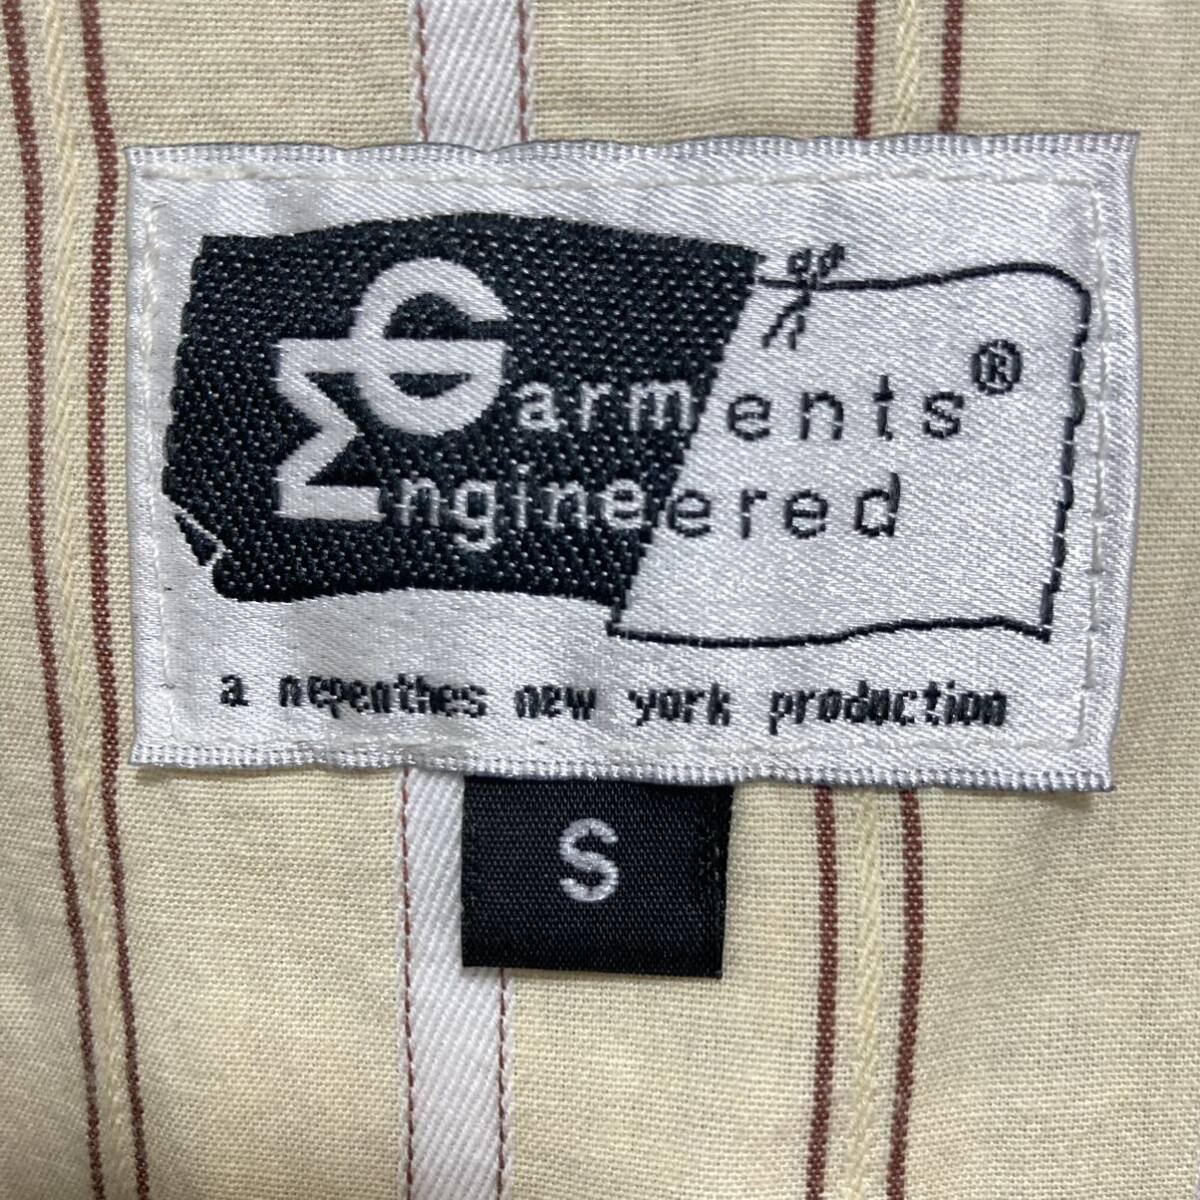 Garments®
Engineered
a nepenthes new york production
S